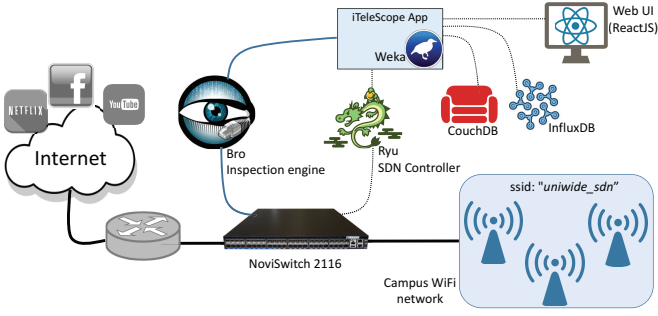 iTeleScope App
Weka
Web UI
(ReactJS)
NETFLIX
f
YouTube
Internet
Bro
Inspection engine
Ryu
SDN Controller
CouchDB
InfluxDB
NoviSwitch 2116
Campus WiFi
network
ssid: "uniwide_sdn”